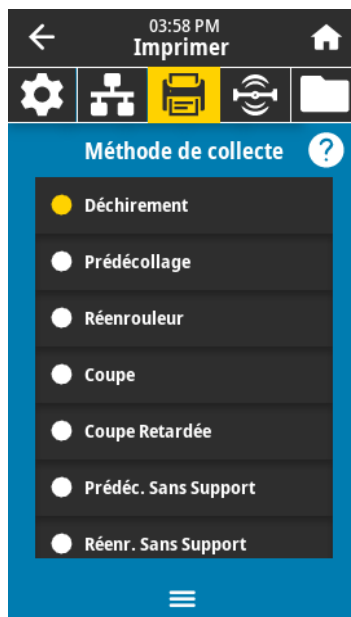 03:58 PM
Imprimer
Méthode de collecte
?
Déchirement
Prédécollage
Réenrouleur
Coupe
Coupe Retardée
Prédéc. Sans Support
Réenr. Sans Support